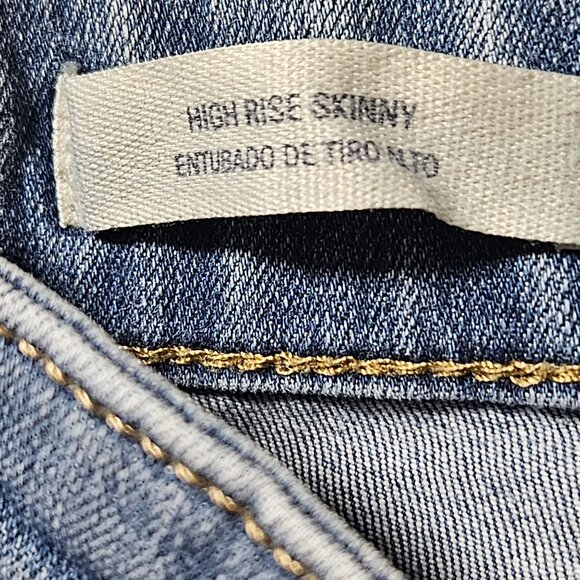 HIGH RISE SKINNY
ENTUBADO DE TIRO ALTO